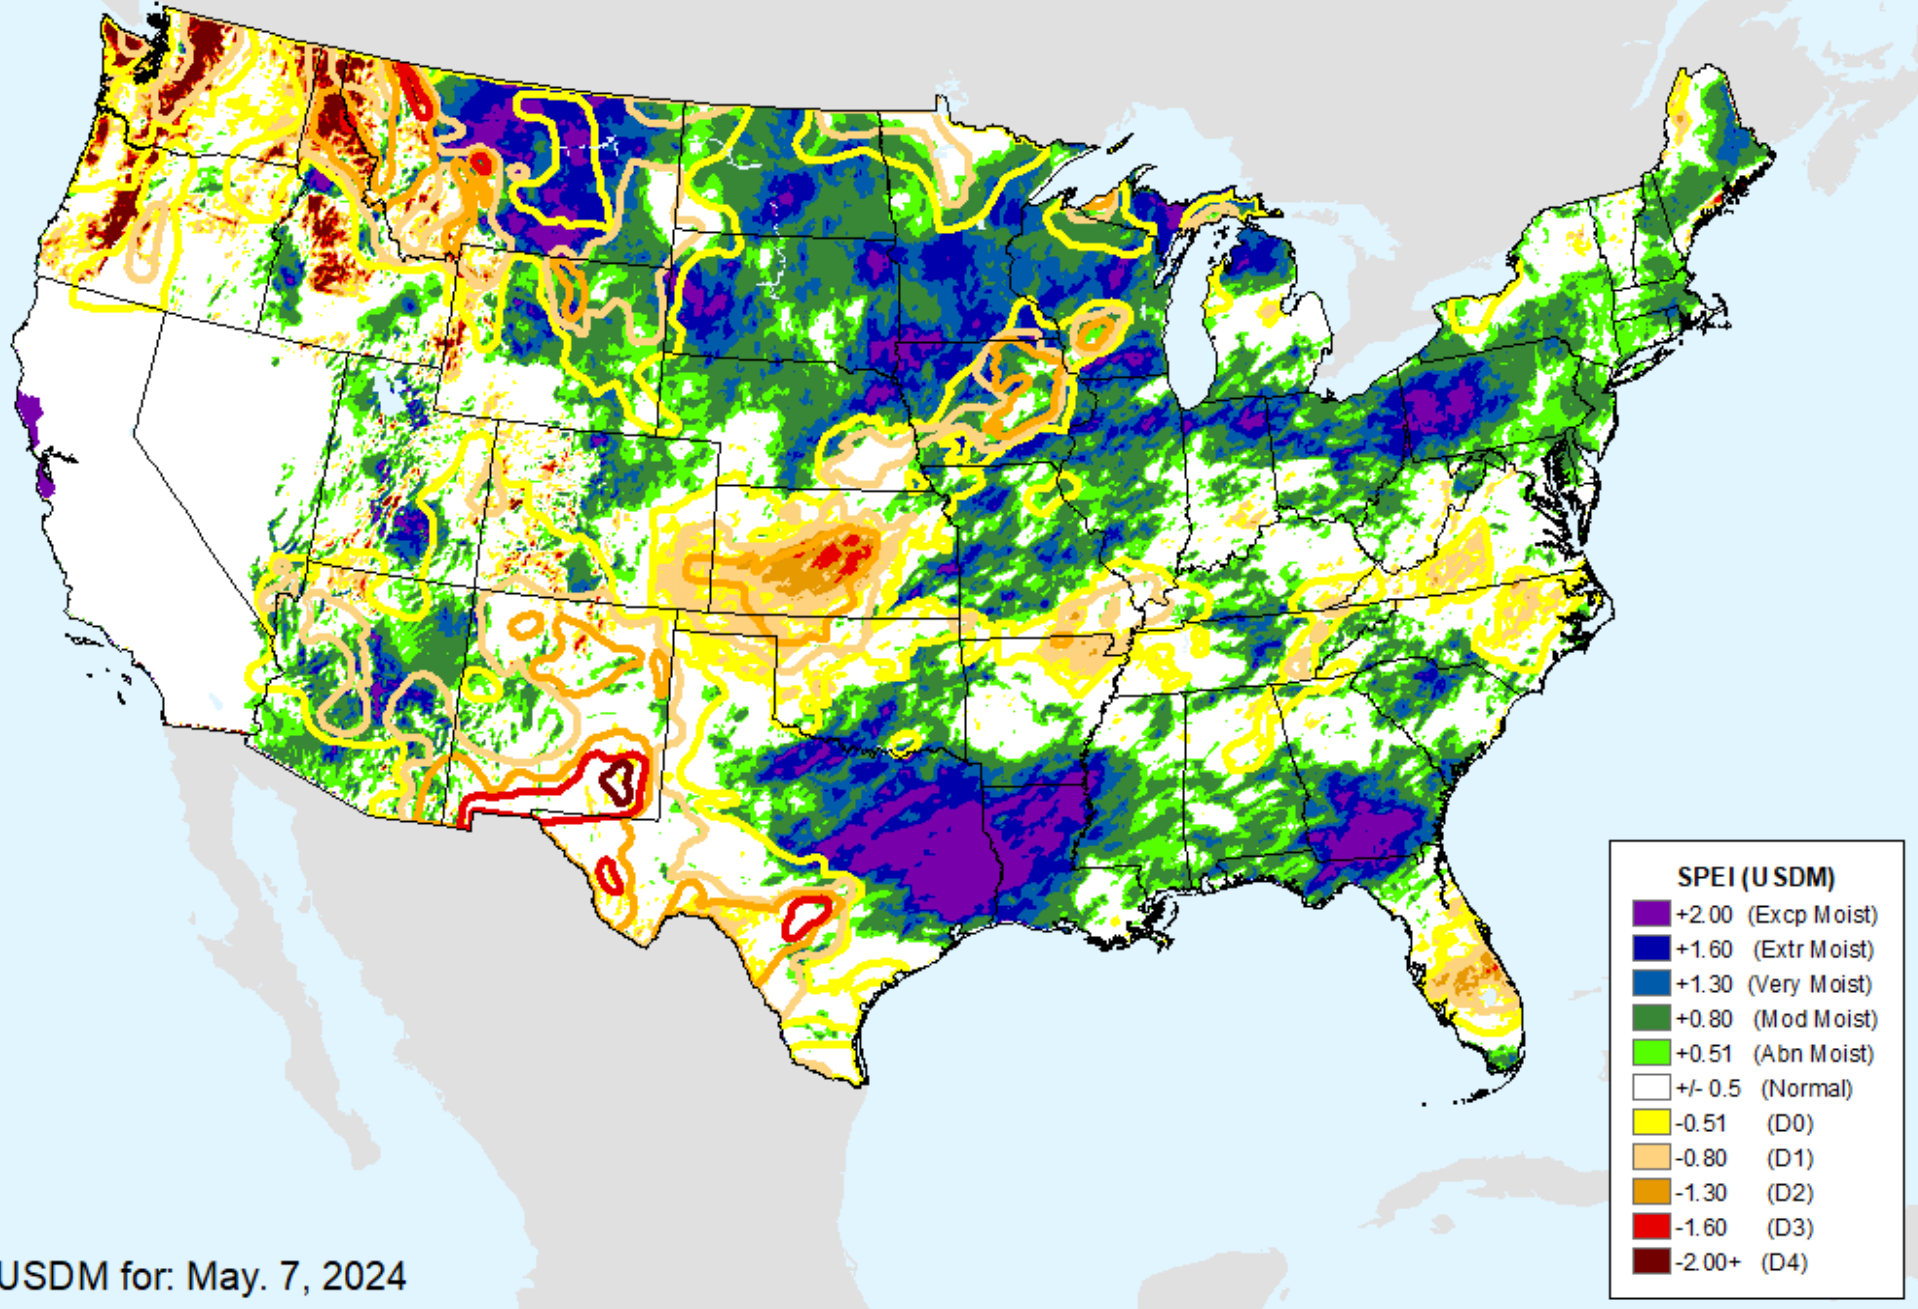 SPEI (USDM)
+2.00 (Excp Moist)
+1.60 (Extr Moist)
+1.30 (Very Moist)
+0.80 (Mod Moist)
+0.51 (Abn Moist)
+/- 0.5 (Normal)
-0.51 (D0)
-0.80 (D1)
-1.30 (D2)
-1.60 (D3)
-2.00+ (D4)
USDM for: May. 7, 2024